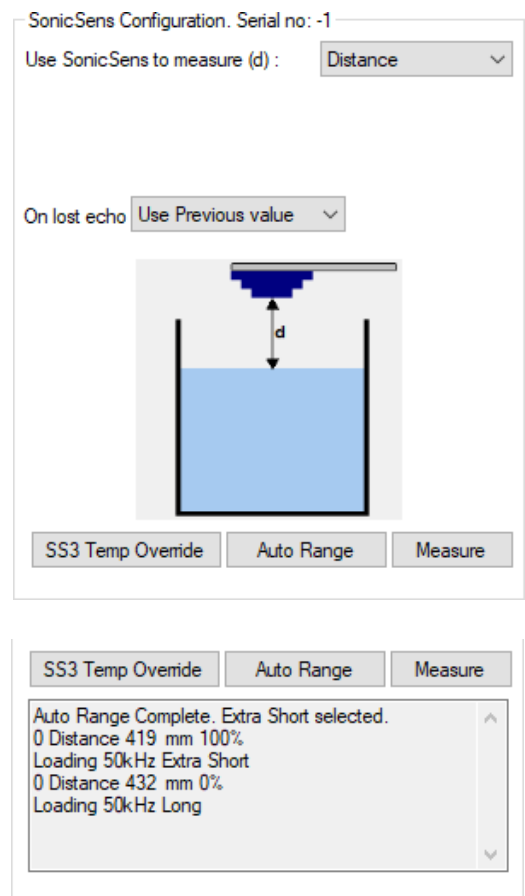 SonicSens Configuration. Serial no: -1
Use SonicSens to measure (d) : Distance
On lost echo Use Previous value
d
SS3 Temp Override Auto Range Measure
SS3 Temp Override Auto Range Measure
Auto Range Complete. Extra Short selected.
0 Distance 419 mm 100%
Loading 50kHz Extra Short
0 Distance 432 mm 0%
Loading 50kHz Long